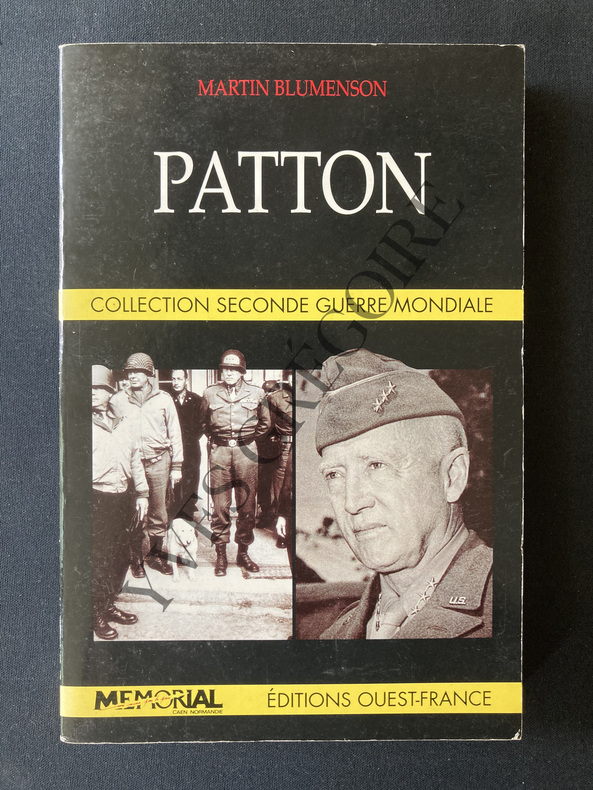 MARTIN BLUMENSON
PATTON
COLLECTION SECONDE GUERRE MONDIALE
YVES GRÉGOIRE
U.S.
MEMORIAL
CAEN NORMANDIE
ÉDITIONS OUEST-FRANCE